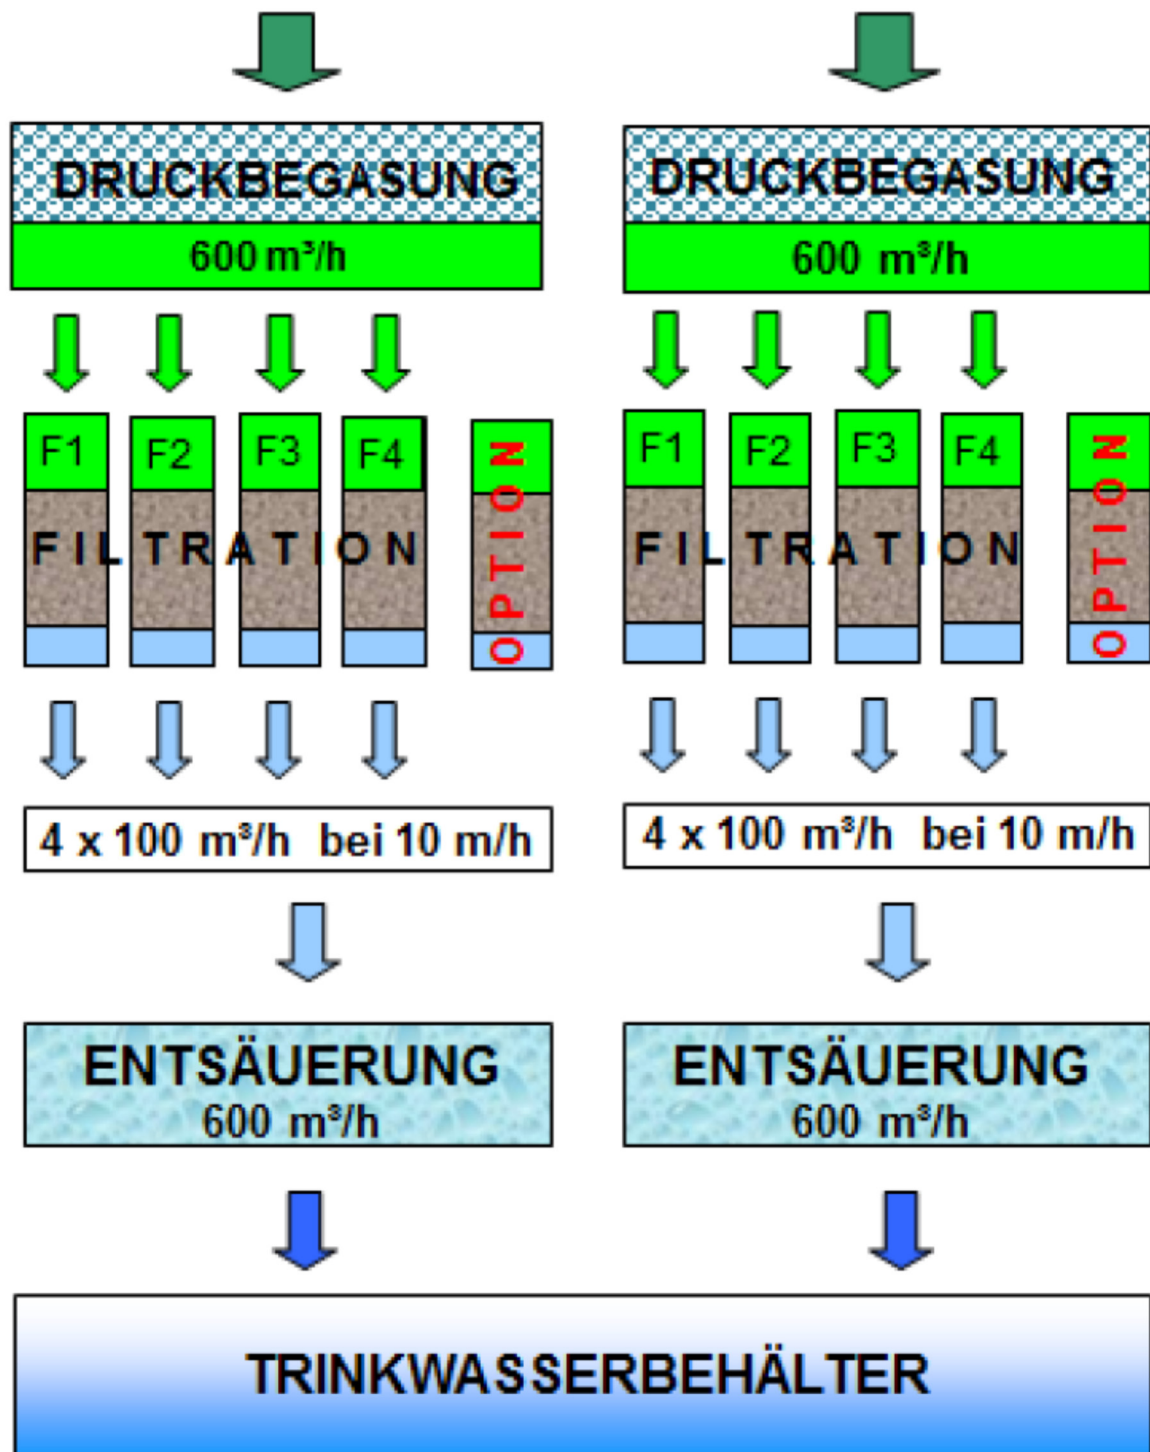 DRUCKBEGASUNG
600 m³/h
F1 F2 F3 F4
FILTRATION
OPTION
4 x 100 m³/h bei 10 m/h
ENTSÄUERUNG
600 m³/h
DRUCKBEGASUNG
600 m³/h
F1 F2 F3 F4
FILTRATION
OPTION
4 x 100 m³/h bei 10 m/h
ENTSÄUERUNG
600 m³/h
TRINKWASSERBEHÄLTER